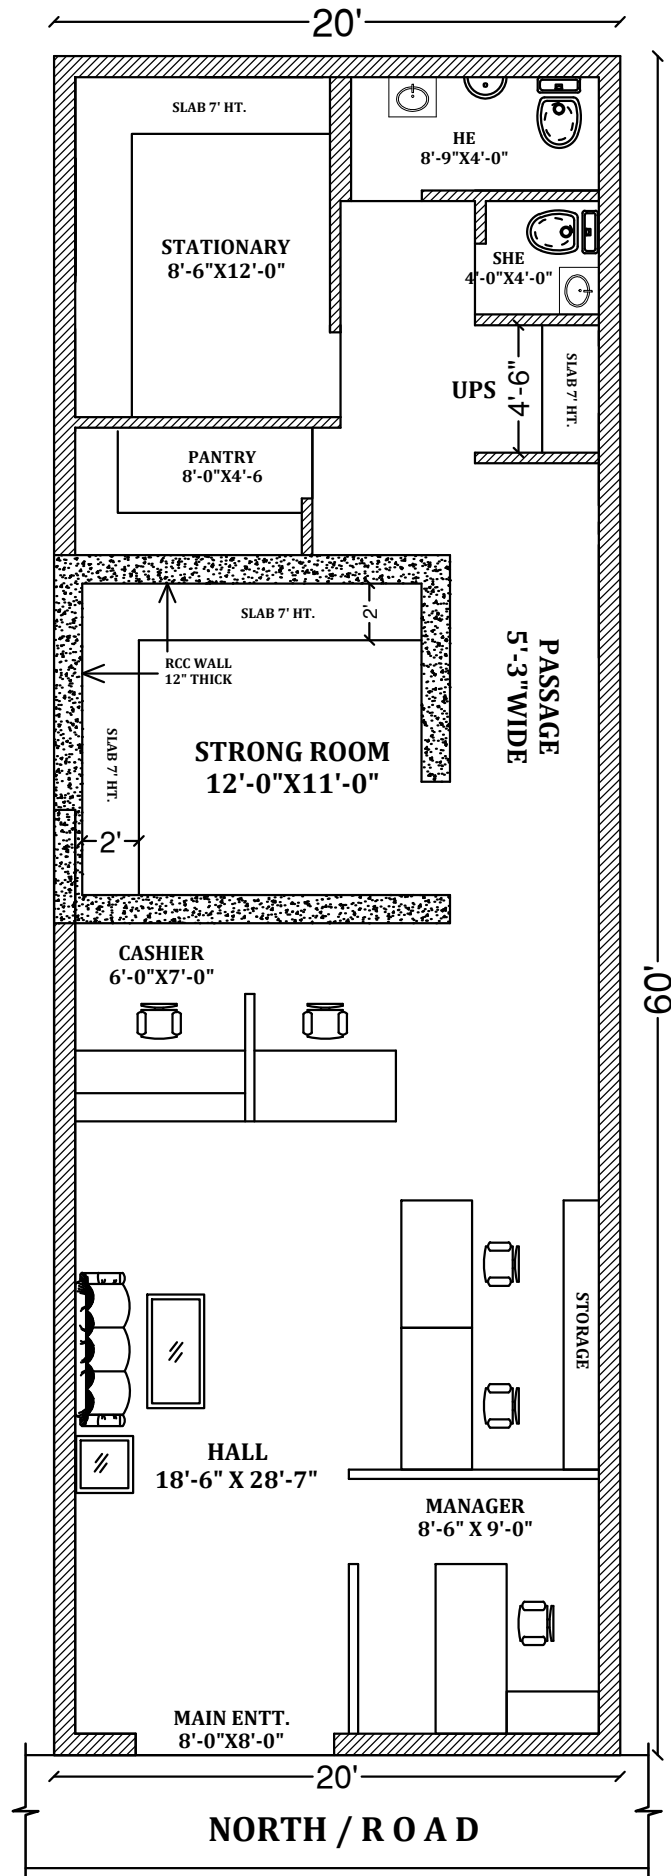 20'
SLAB 7' HT.
HE
8'-9"X4'-0"
STATIONARY
8'-6"X12'-0"
SHE
4'-0"X4'-0"
UPS
4'-6"
SLAB 7' HT.
PANTRY
8'-0"X4'-6
SLAB 7' HT.
2'
RCC WALL
12" THICK
PASSAGE
5'-3"WIDE
STRONG ROOM
12'-0"X11'-0"
SLAB 7' HT.
2'
CASHIER
6'-0"X7'-0"
60'
STORAGE
HALL
18'-6" X 28'-7"
MANAGER
8'-6" X 9'-0"
MAIN ENTT.
8'-0"X8'-0"
20'
NORTH / R O A D